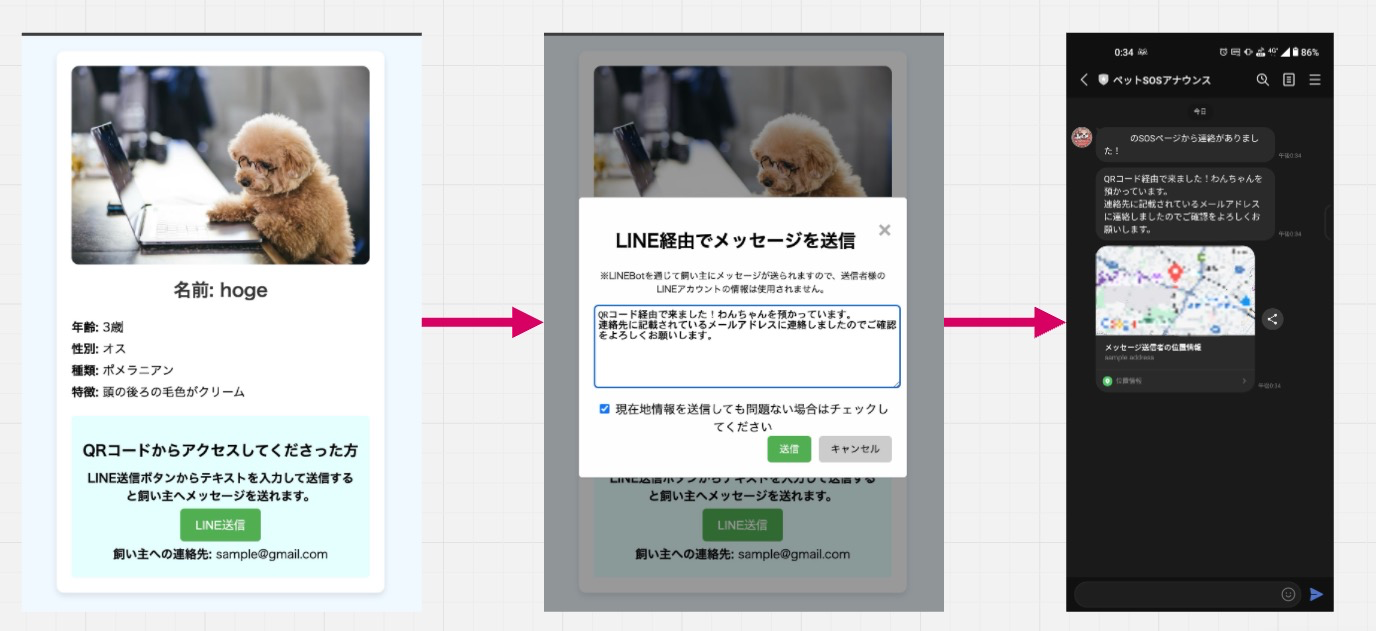 名前: hoge
年齢: 3歳
性別: オス
種類: ポメラニアン
特徴: 頭の後ろの毛色がクリーム
QRコードからアクセスしてくださった方
LINE送信ボタンからテキストを入力して送信する
と飼い主へメッセージを送れます。
LINE送信
飼い主への連絡先: sample@gmail.com
LINE経由でメッセージを送信
×
※LINEBotを通じて飼い主にメッセージが送られますので、送信者様の
LINEアカウントの情報は使用されません。
QRコード経由で来ました！わんちゃんを預かっています。
連絡先に記載されているメールアドレスに連絡しましたのでご確認
をよろしくお願いします。
現在地情報を送信しても問題ない場合はチェックし
てください
送信
キャンセル
LINE送信ボタンからテキストを入力して送信する
と飼い主へメッセージを送れます。
LINE送信
飼い主への連絡先: sample@gmail.com
0:34
4G
86%
ペットSOSアナウンス
今日
のSOSページから連絡がありまし
た！
午後0:34
QRコード経由で来ました！わんちゃんを
預かっています。
連絡先に記載されているメールアドレス
に連絡しましたのでご確認をよろしくお
願いします。
午後0:34
Google
メッセージ送信者の位置情報
sample address
位置情報
午後0:34